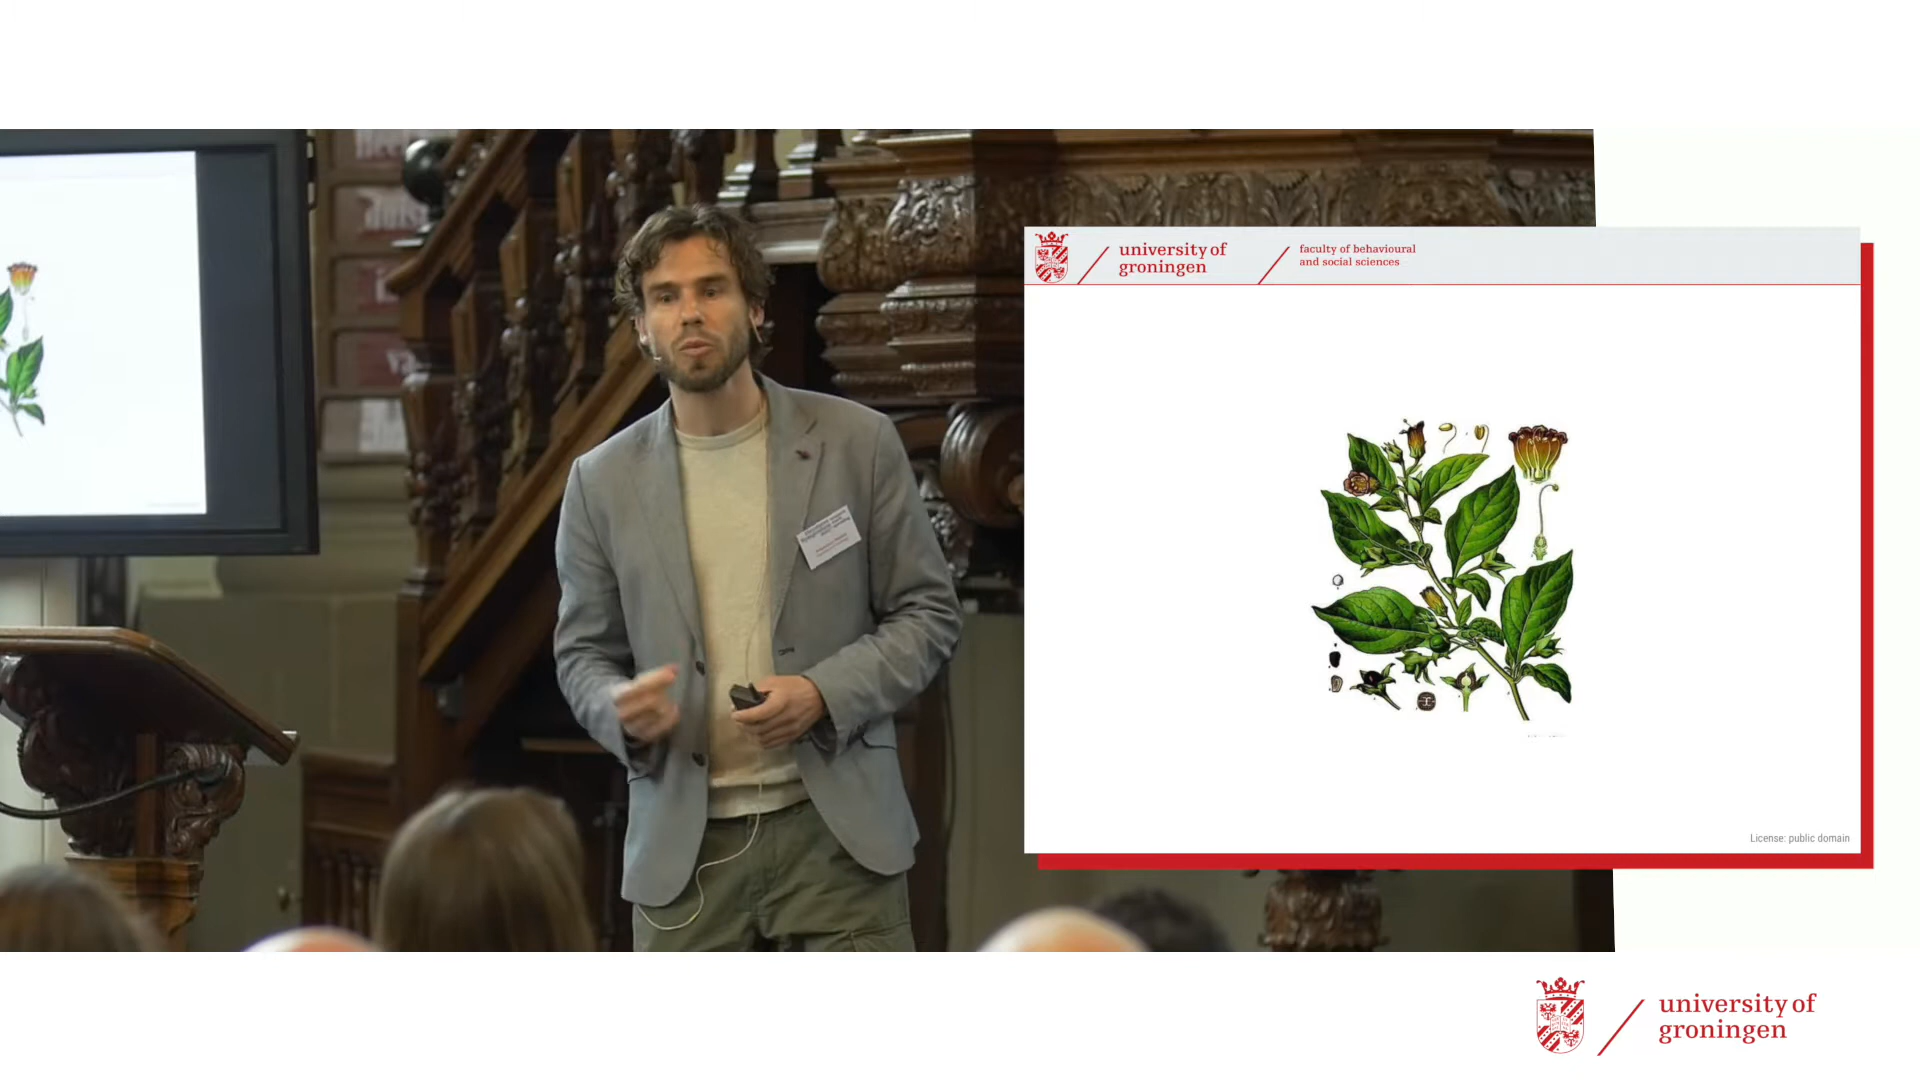 university of
groningen
faculty of behavioural
and social sciences
License: public domain
university of
groningen